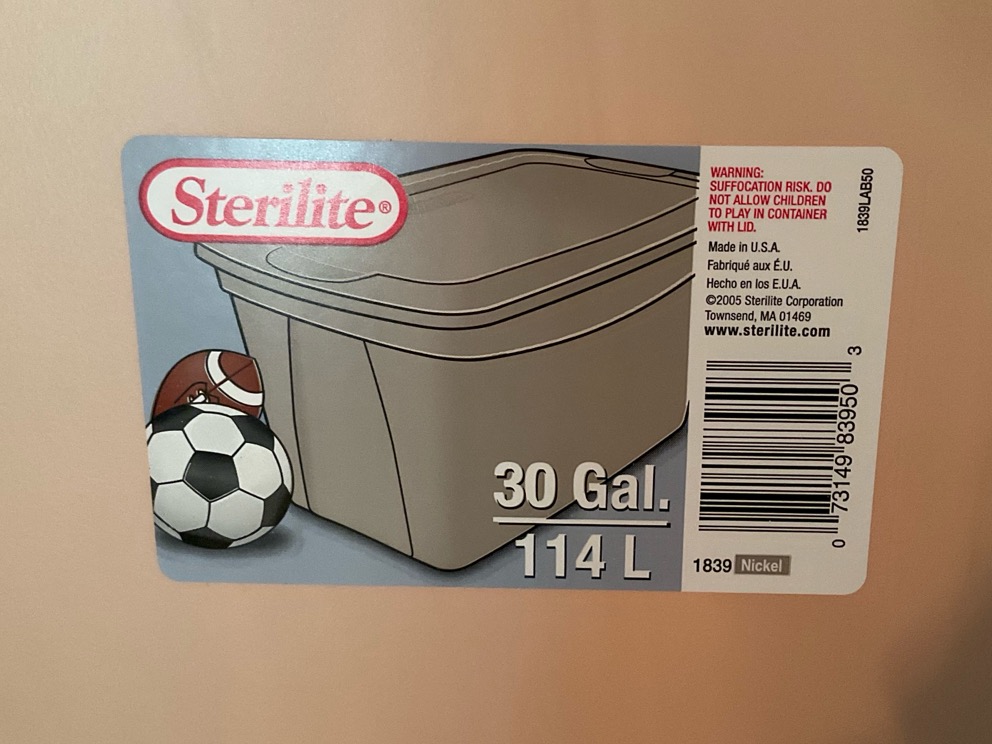 Sterilite®
30 Gal.
114 L
WARNING:
SUFFOCATION RISK. DO
NOT ALLOW CHILDREN
TO PLAY IN CONTAINER
WITH LID.
Made in U.S.A.
Fabriqué aux É.U.
Hecho en los E.U.A.
©2005 Sterilite Corporation
Townsend, MA 01469
www.sterilite.com
1839LAB50
0 73149 83950 3
1839 Nickel